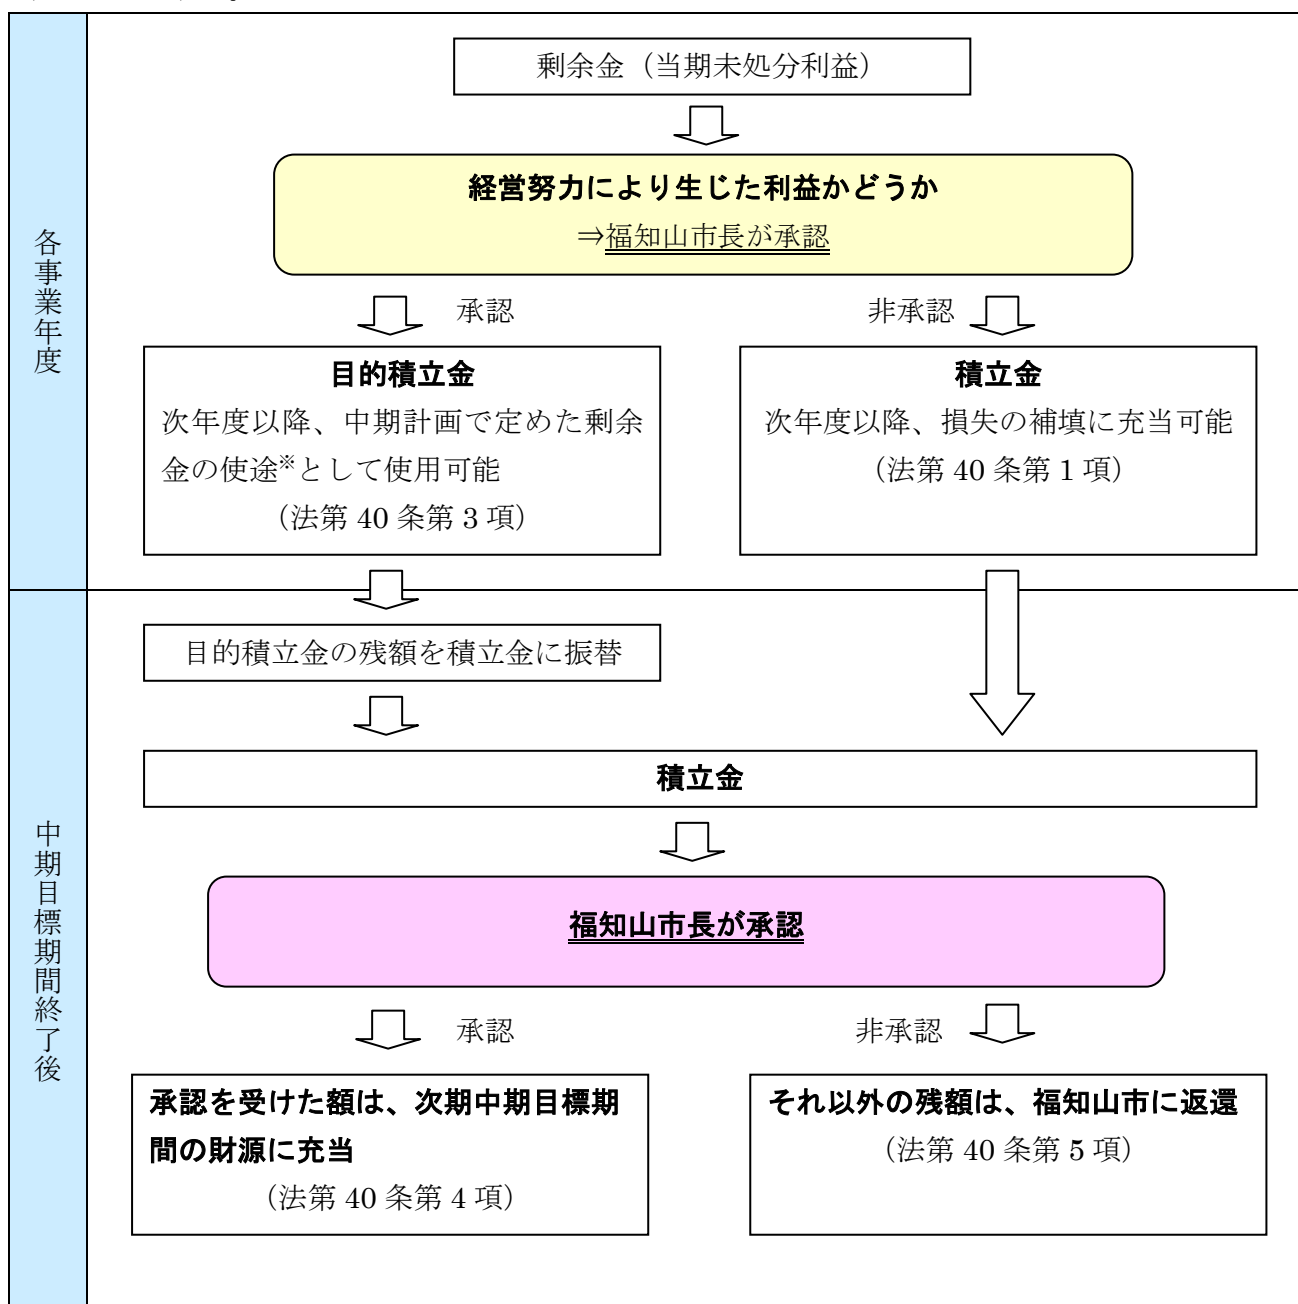 剰余金（当期未処分利益）
経営努力により生じた利益かどうか
⇒福知山市長が承認
各事業年度
承認
非承認
目的積立金
次年度以降、中期計画で定めた剰余
金の使途※として使用可能
（法第 40 条第 3 項）
積立金
次年度以降、損失の補填に充当可能
（法第 40 条第 1 項）
目的積立金の残額を積立金に振替
積立金
中期目標期間終了後
福知山市長が承認
承認
非承認
承認を受けた額は、次期中期目標期
間の財源に充当
（法第 40 条第 4 項）
それ以外の残額は、福知山市に返還
（法第 40 条第 5 項）